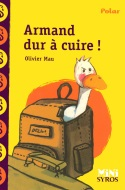 Polar
Armand
dur à cuire !
Olivier Mau
MiNi
SYROS